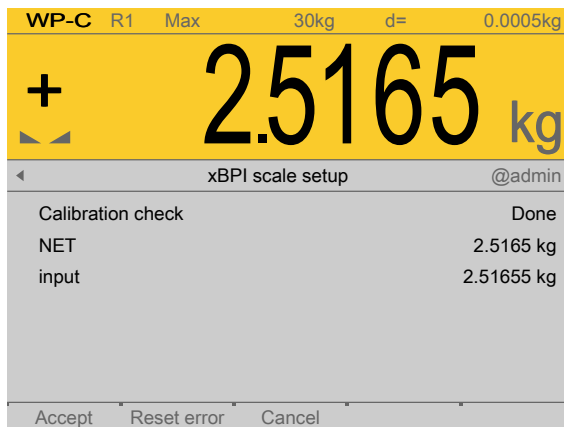 WP-C R1 Max 30kg d= 0.0005kg
+ 2.5165 kg
xBPI scale setup @admin
Calibration check Done
NET 2.5165 kg
input 2.51655 kg
Accept Reset error Cancel